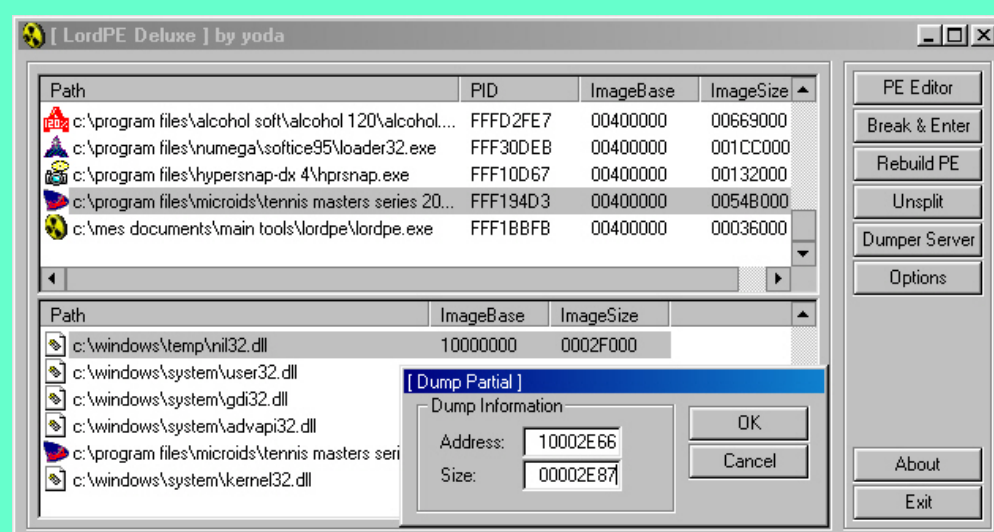 [ LordPE Deluxe ] by yoda
Path PID ImageBase ImageSize
c:\program files\alcohol soft\alcohol 120\alcohol.... FFFD2FE7 00400000 00669000
c:\program files\numega\softice95\loader32.exe FFF30DEB 00400000 001CC000
c:\program files\hypersnap-dx 4\hprsnap.exe FFF10D67 00400000 00132000
c:\program files\microids\tennis masters series 20... FFF194D3 00400000 0054B000
c:\mes documents\main tools\lordpe\lordpe.exe FFF1BBFB 00400000 00036000
PE Editor
Break & Enter
Rebuild PE
Unsplit
Dumper Server
Options
Path ImageBase ImageSize
c:\windows\temp\nil32.dll 10000000 0002F000
c:\windows\system\user32.dll
c:\windows\system\gdi32.dll
c:\windows\system\advapi32.dll
c:\program files\microids\tennis masters seri
c:\windows\system\kernel32.dll
[ Dump Partial ]
Dump Information
Address: 10002E66
Size: 00002E87
OK
Cancel
About
Exit